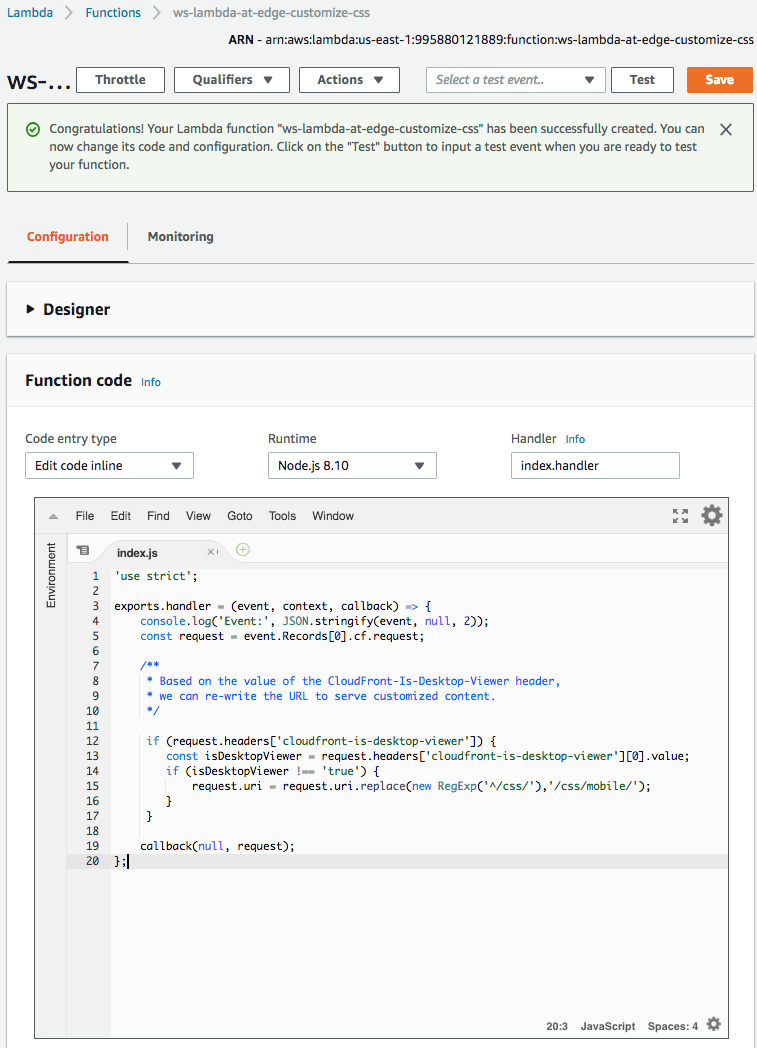 Lambda > Functions > ws-lambda-at-edge-customize-css
ARN - arn:aws:lambda:us-east-1:995880121889:function:ws-lambda-at-edge-customize-css
ws-... Throttle Qualifiers Actions Select a test event.. Test Save
Congratulations! Your Lambda function "ws-lambda-at-edge-customize-css" has been successfully created. You can
now change its code and configuration. Click on the "Test" button to input a test event when you are ready to test
your function.
Configuration Monitoring
Designer
Function code Info
Code entry type Runtime Handler Info
Edit code inline Node.js 8.10 index.handler
File Edit Find View Goto Tools Window
Environment
index.js
1 'use strict';
2
3 exports.handler = (event, context, callback) => {
4     console.log('Event:', JSON.stringify(event, null, 2));
5     const request = event.Records[0].cf.request;
6
7     /**
8      * Based on the value of the CloudFront-Is-Desktop-Viewer header,
9      * we can re-write the URL to serve customized content.
10      */
11
12      if (request.headers['cloudfront-is-desktop-viewer']) {
13         const isDesktopViewer = request.headers['cloudfront-is-desktop-viewer'][0].value;
14         if (isDesktopViewer !== 'true') {
15             request.uri = request.uri.replace(new RegExp('^/css/'),'/css/mobile/');
16         }
17      }
18
19     callback(null, request);
20 };
20:3 JavaScript Spaces: 4